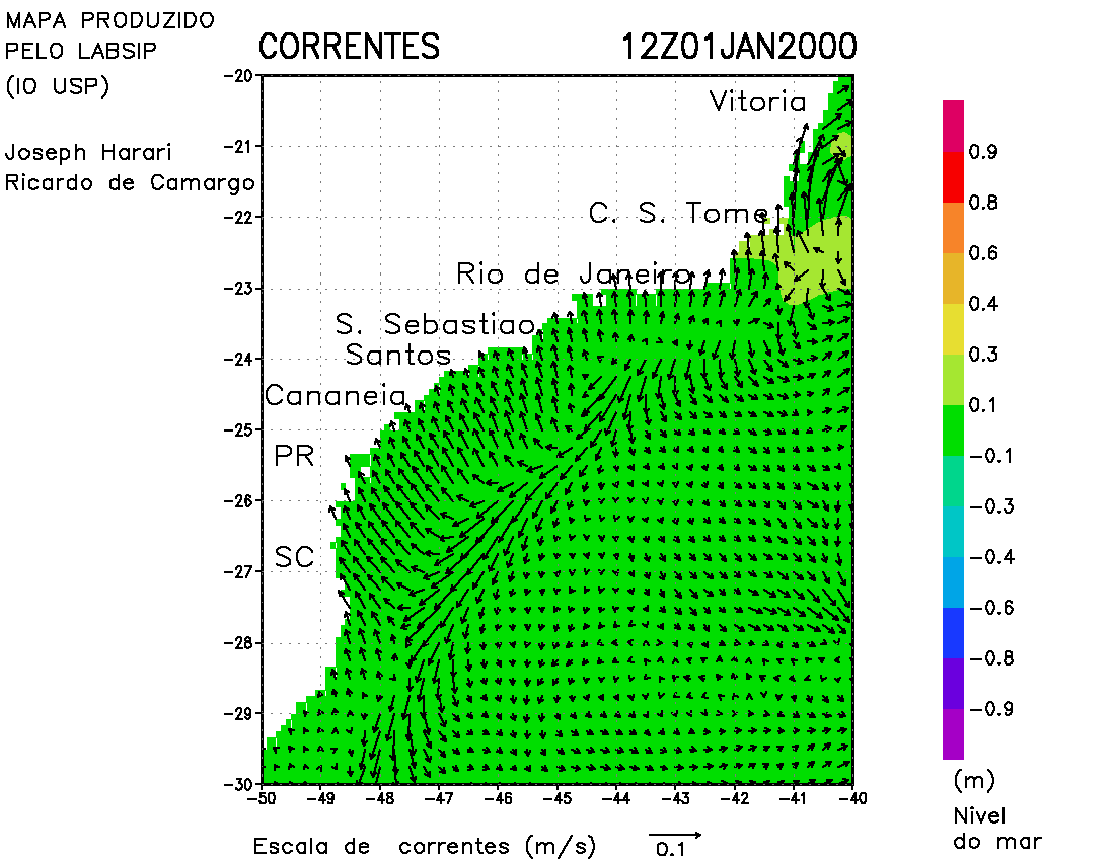 MAPA PRODUZIDO
PELO LABSIP
(IO USP)
Joseph Harari
Ricardo de Camargo
CORRENTES 12Z01JAN2000
-20
-21
-22
-23
-24
-25
-26
-27
-28
-29
-30
Vitoria
C. S. Tome
Rio de Janeiro
S. Sebastiao
Santos
Cananeia
PR
SC
-50 -49 -48 -47 -46 -45 -44 -43 -42 -41 -40
Escala de correntes (m/s) 0.1
0.9
0.8
0.6
0.4
0.3
0.1
-0.1
-0.3
-0.4
-0.6
-0.8
-0.9
(m)
Nivel
do mar